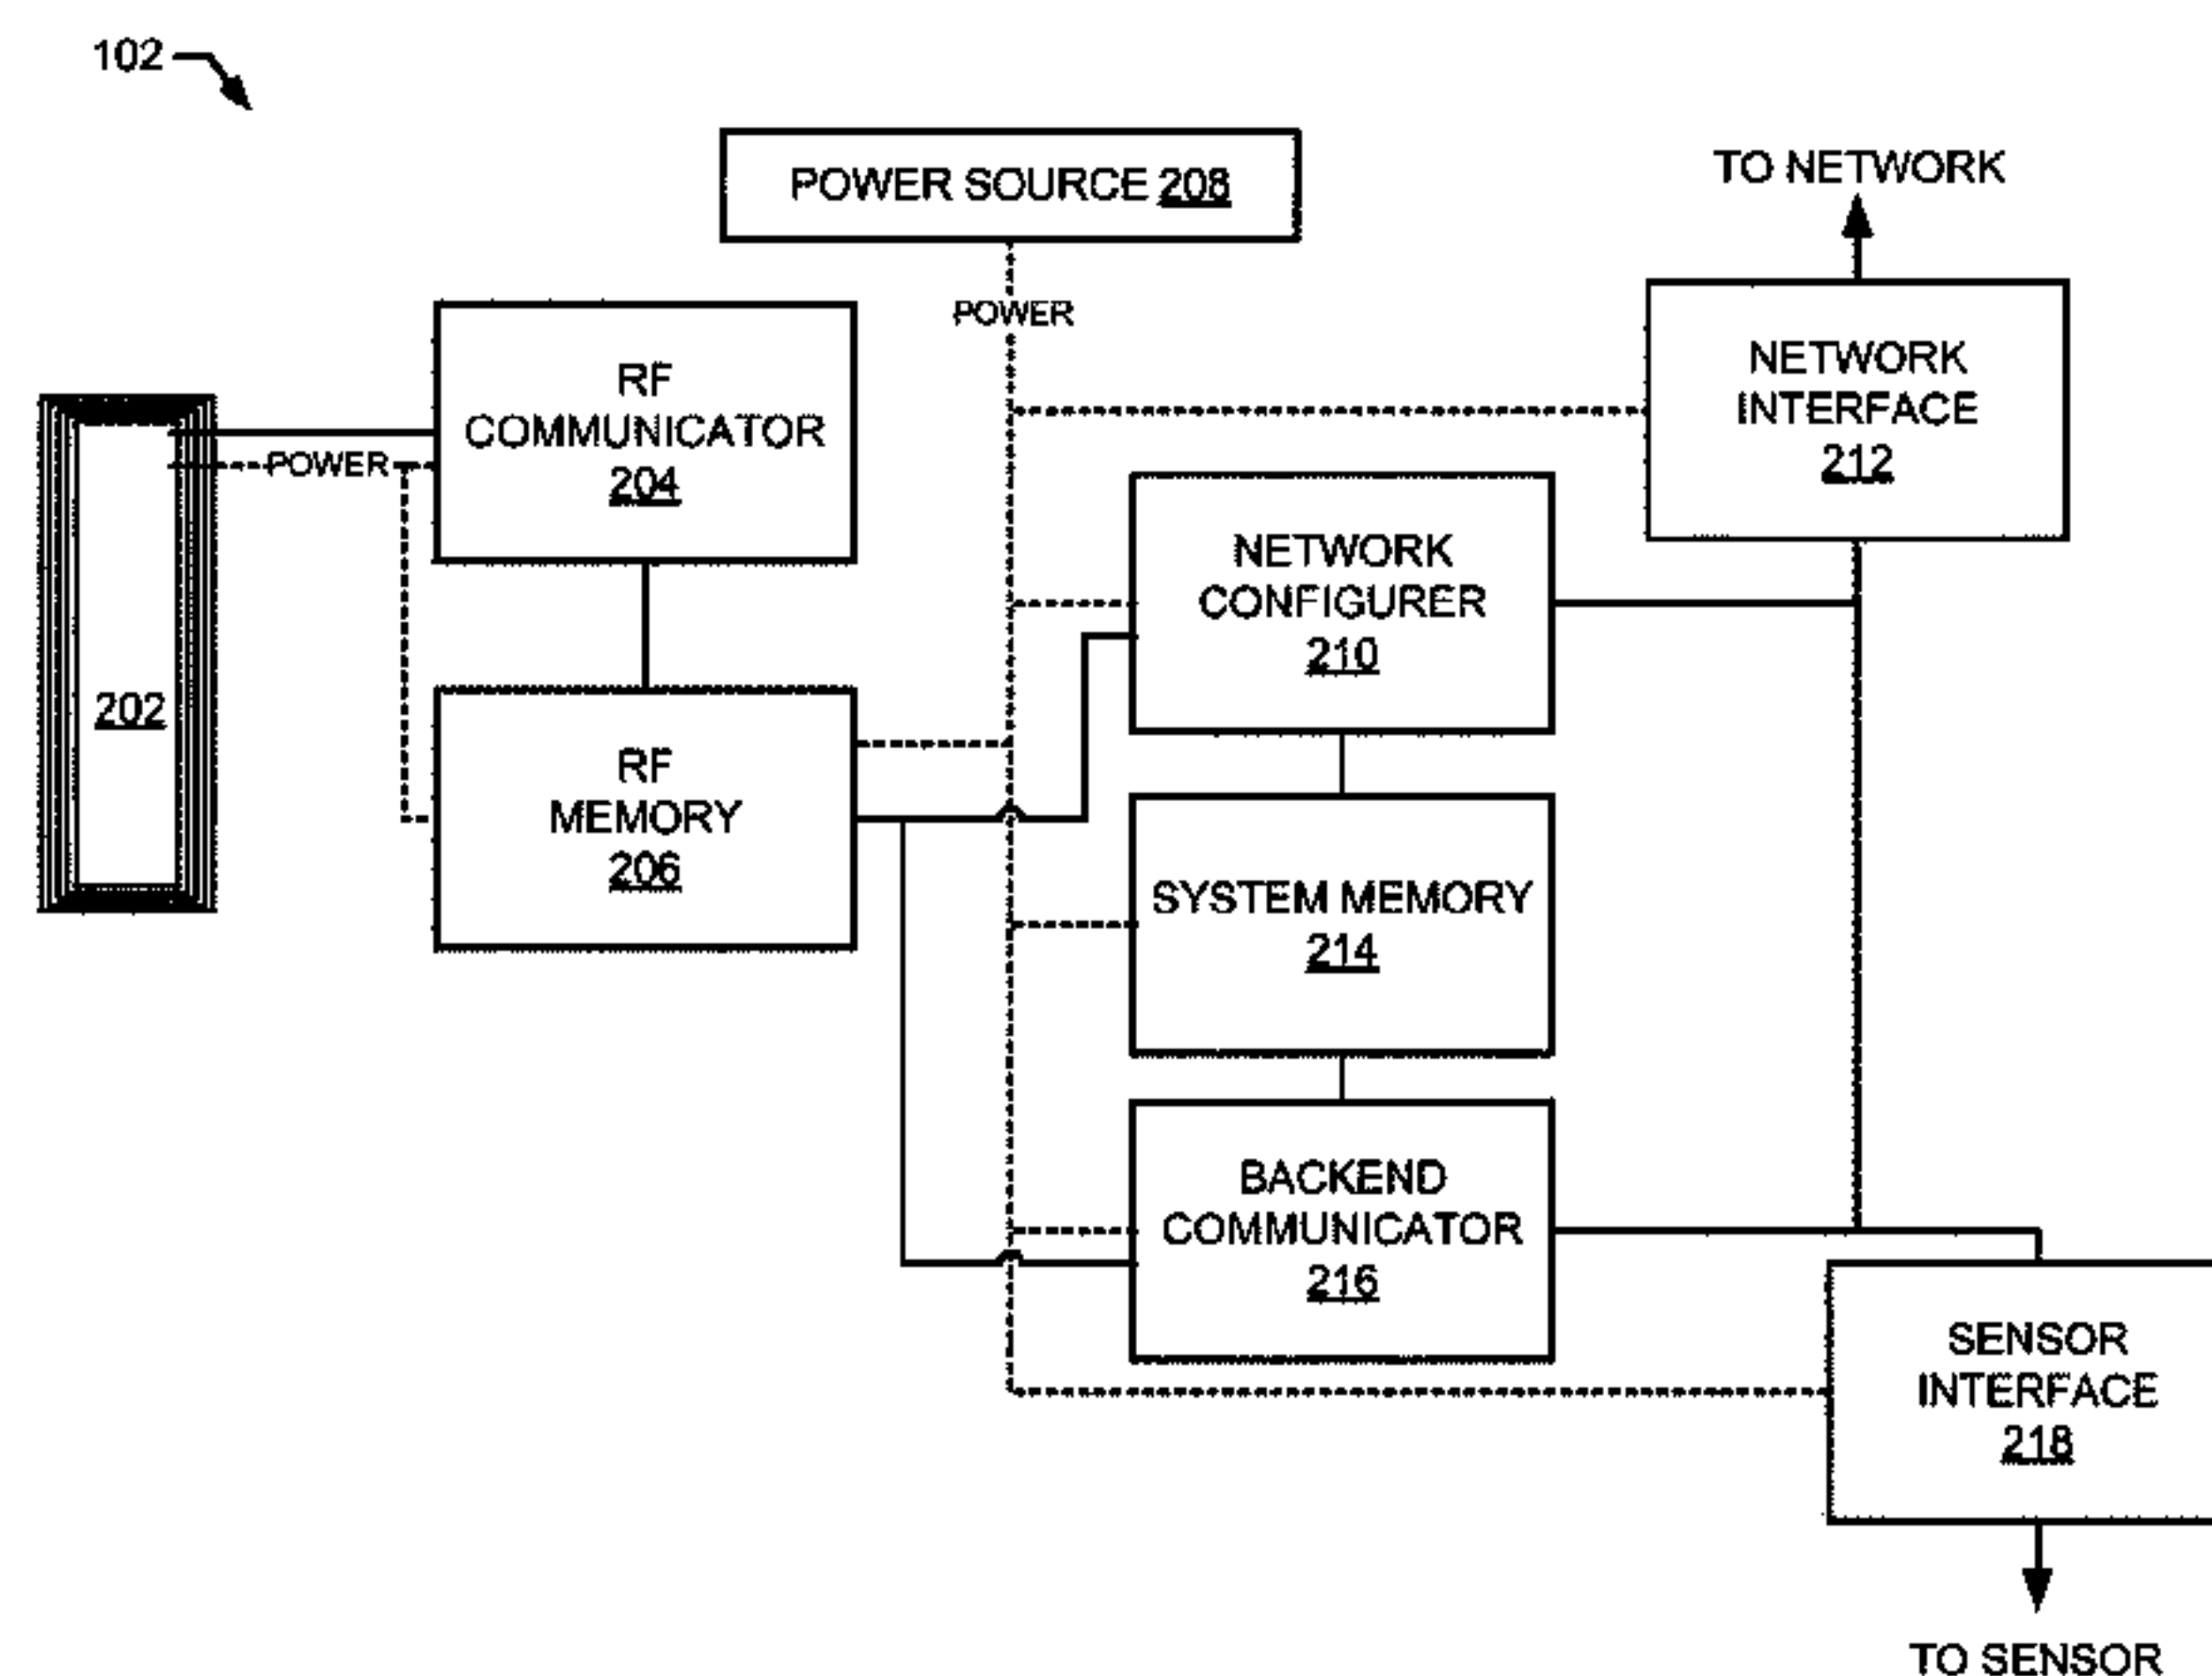 102
POWER SOURCE 208
TO NETWORK
POWER
RF
COMMUNICATOR
204
NETWORK
INTERFACE
212
POWER
NETWORK
CONFIGURER
210
202
RF
MEMORY
206
SYSTEM MEMORY
214
BACKEND
COMMUNICATOR
216
SENSOR
INTERFACE
218
TO SENSOR